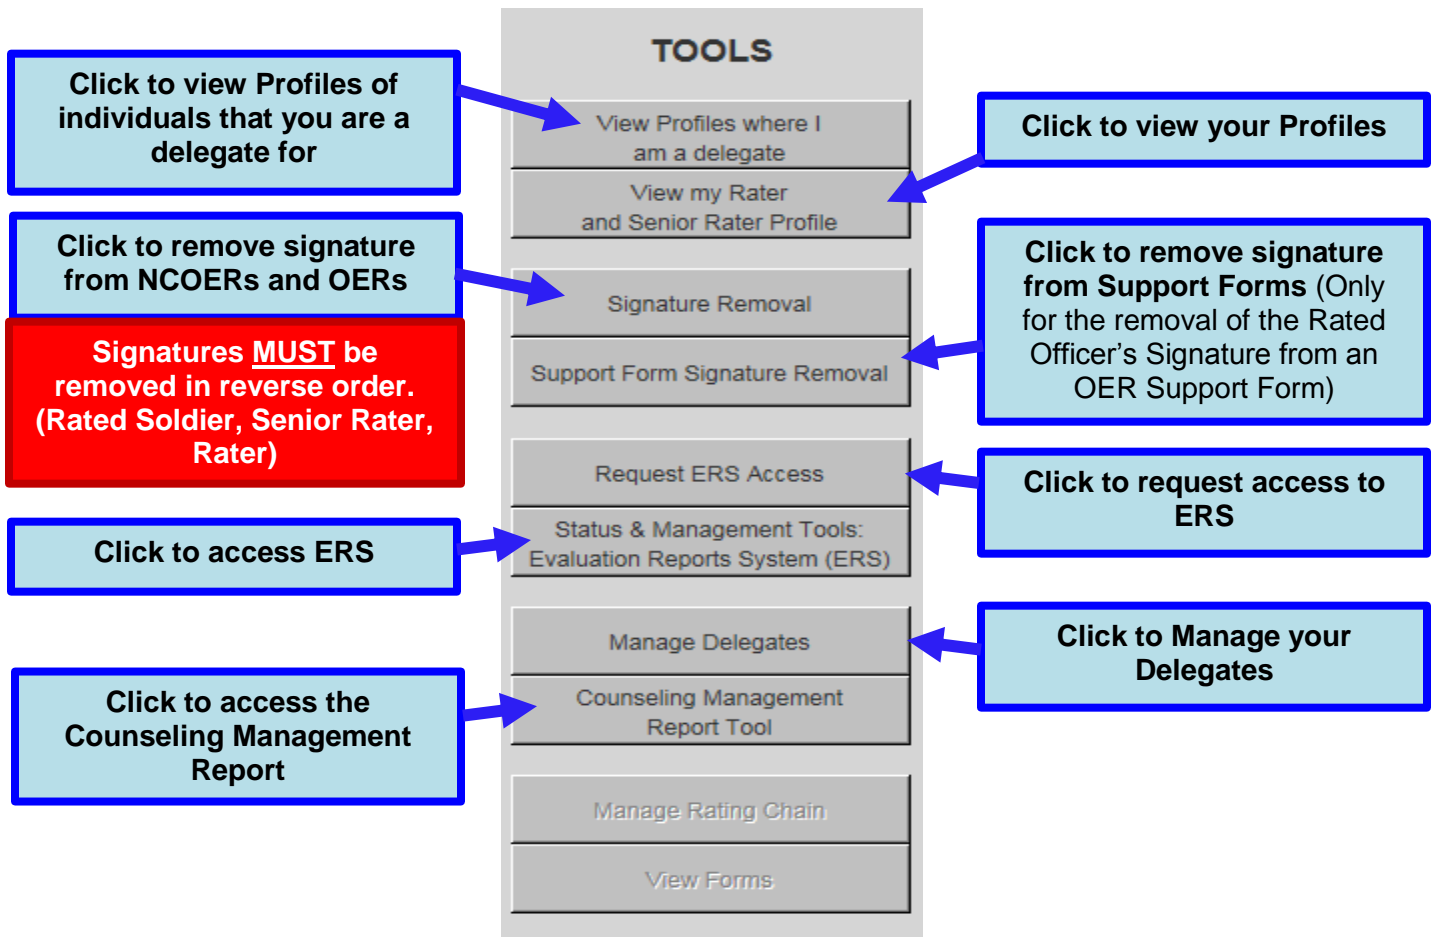 TOOLS
Click to view Profiles of
individuals that you are a
delegate for
View Profiles where I
am a delegate
Click to view your Profiles
View my Rater
and Senior Rater Profile
Click to remove signature
from NCOERs and OERs
Signature Removal
Click to remove signature
from Support Forms (Only
for the removal of the Rated
Officer’s Signature from an
OER Support Form)
Signatures MUST be
removed in reverse order.
(Rated Soldier, Senior Rater,
Rater)
Support Form Signature Removal
Request ERS Access
Click to request access to
ERS
Click to access ERS
Status & Management Tools:
Evaluation Reports System (ERS)
Manage Delegates
Click to Manage your
Delegates
Click to access the
Counseling Management
Report
Counseling Management
Report Tool
Manage Rating Chain
View Forms